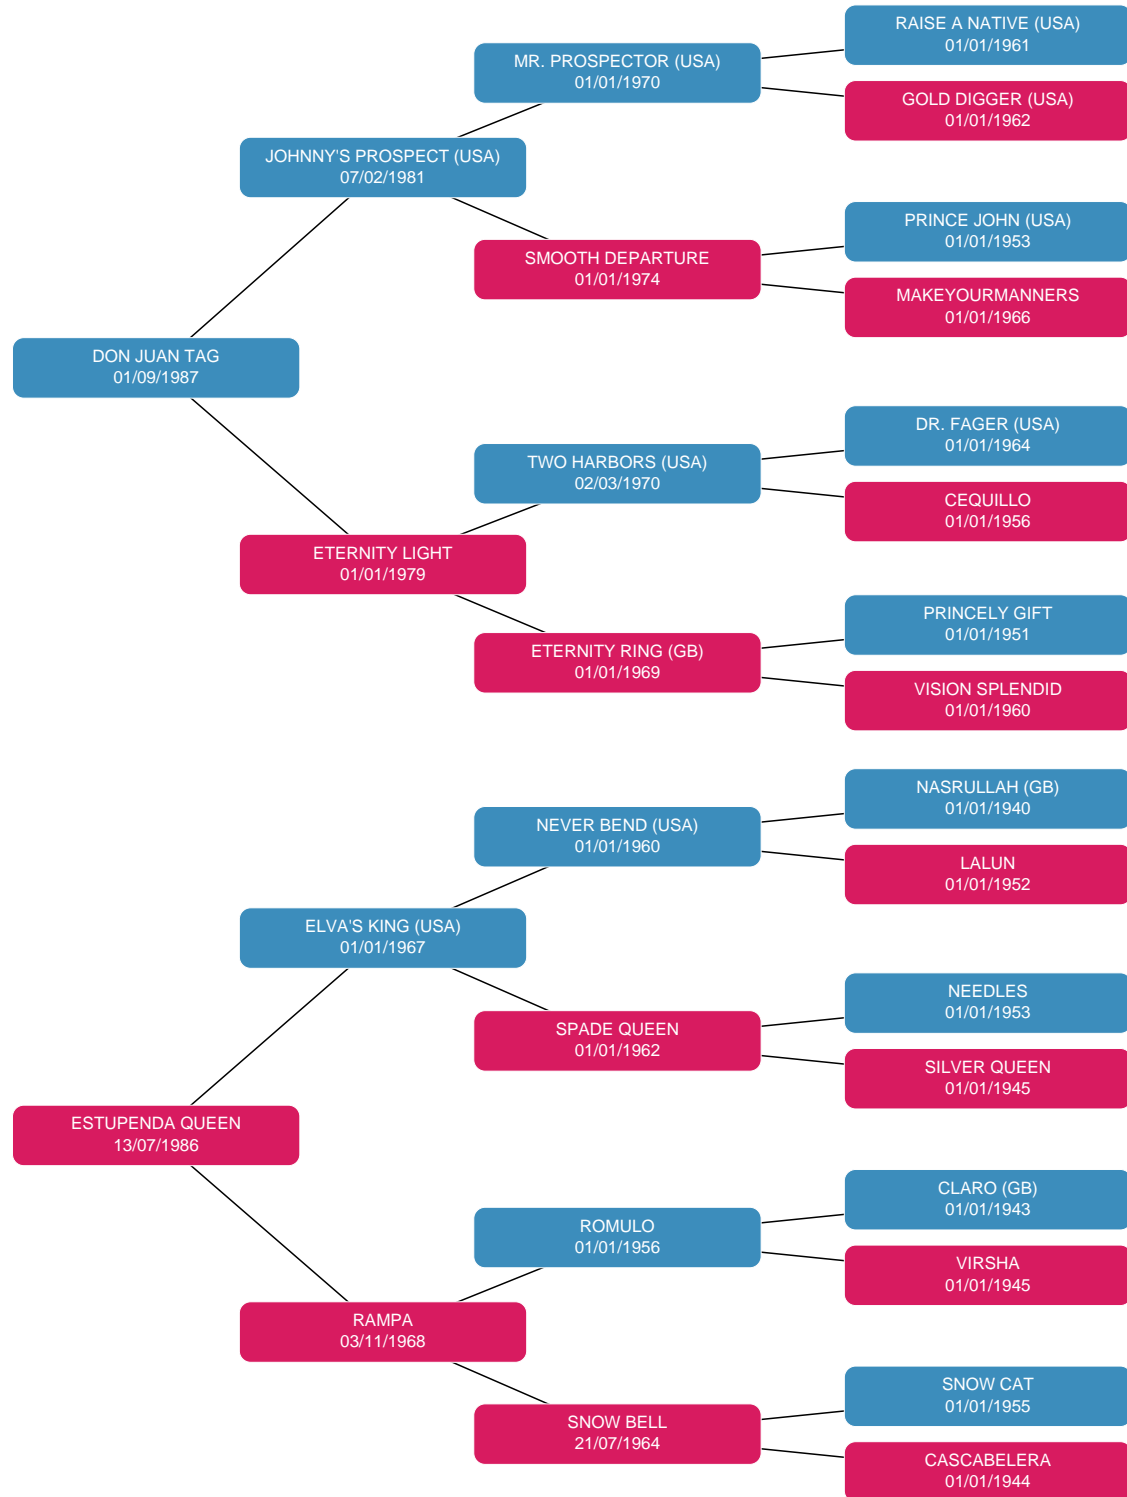 RAISE A NATIVE (USA)
01/01/1961
MR. PROSPECTOR (USA)
01/01/1970
GOLD DIGGER (USA)
01/01/1962
JOHNNY'S PROSPECT (USA)
07/02/1981
PRINCE JOHN (USA)
01/01/1953
SMOOTH DEPARTURE
01/01/1974
MAKEYOURMANNERS
01/01/1966
DON JUAN TAG
01/09/1987
DR. FAGER (USA)
01/01/1964
TWO HARBORS (USA)
02/03/1970
CEQUILLO
01/01/1956
ETERNITY LIGHT
01/01/1979
PRINCELY GIFT
01/01/1951
ETERNITY RING (GB)
01/01/1969
VISION SPLENDID
01/01/1960
NASRULLAH (GB)
01/01/1940
NEVER BEND (USA)
01/01/1960
LALUN
01/01/1952
ELVA'S KING (USA)
01/01/1967
NEEDLES
01/01/1953
SPADE QUEEN
01/01/1962
SILVER QUEEN
01/01/1945
ESTUPENDA QUEEN
13/07/1986
CLARO (GB)
01/01/1943
ROMULO
01/01/1956
VIRSHA
01/01/1945
RAMPA
03/11/1968
SNOW CAT
01/01/1955
SNOW BELL
21/07/1964
CASCABELERA
01/01/1944